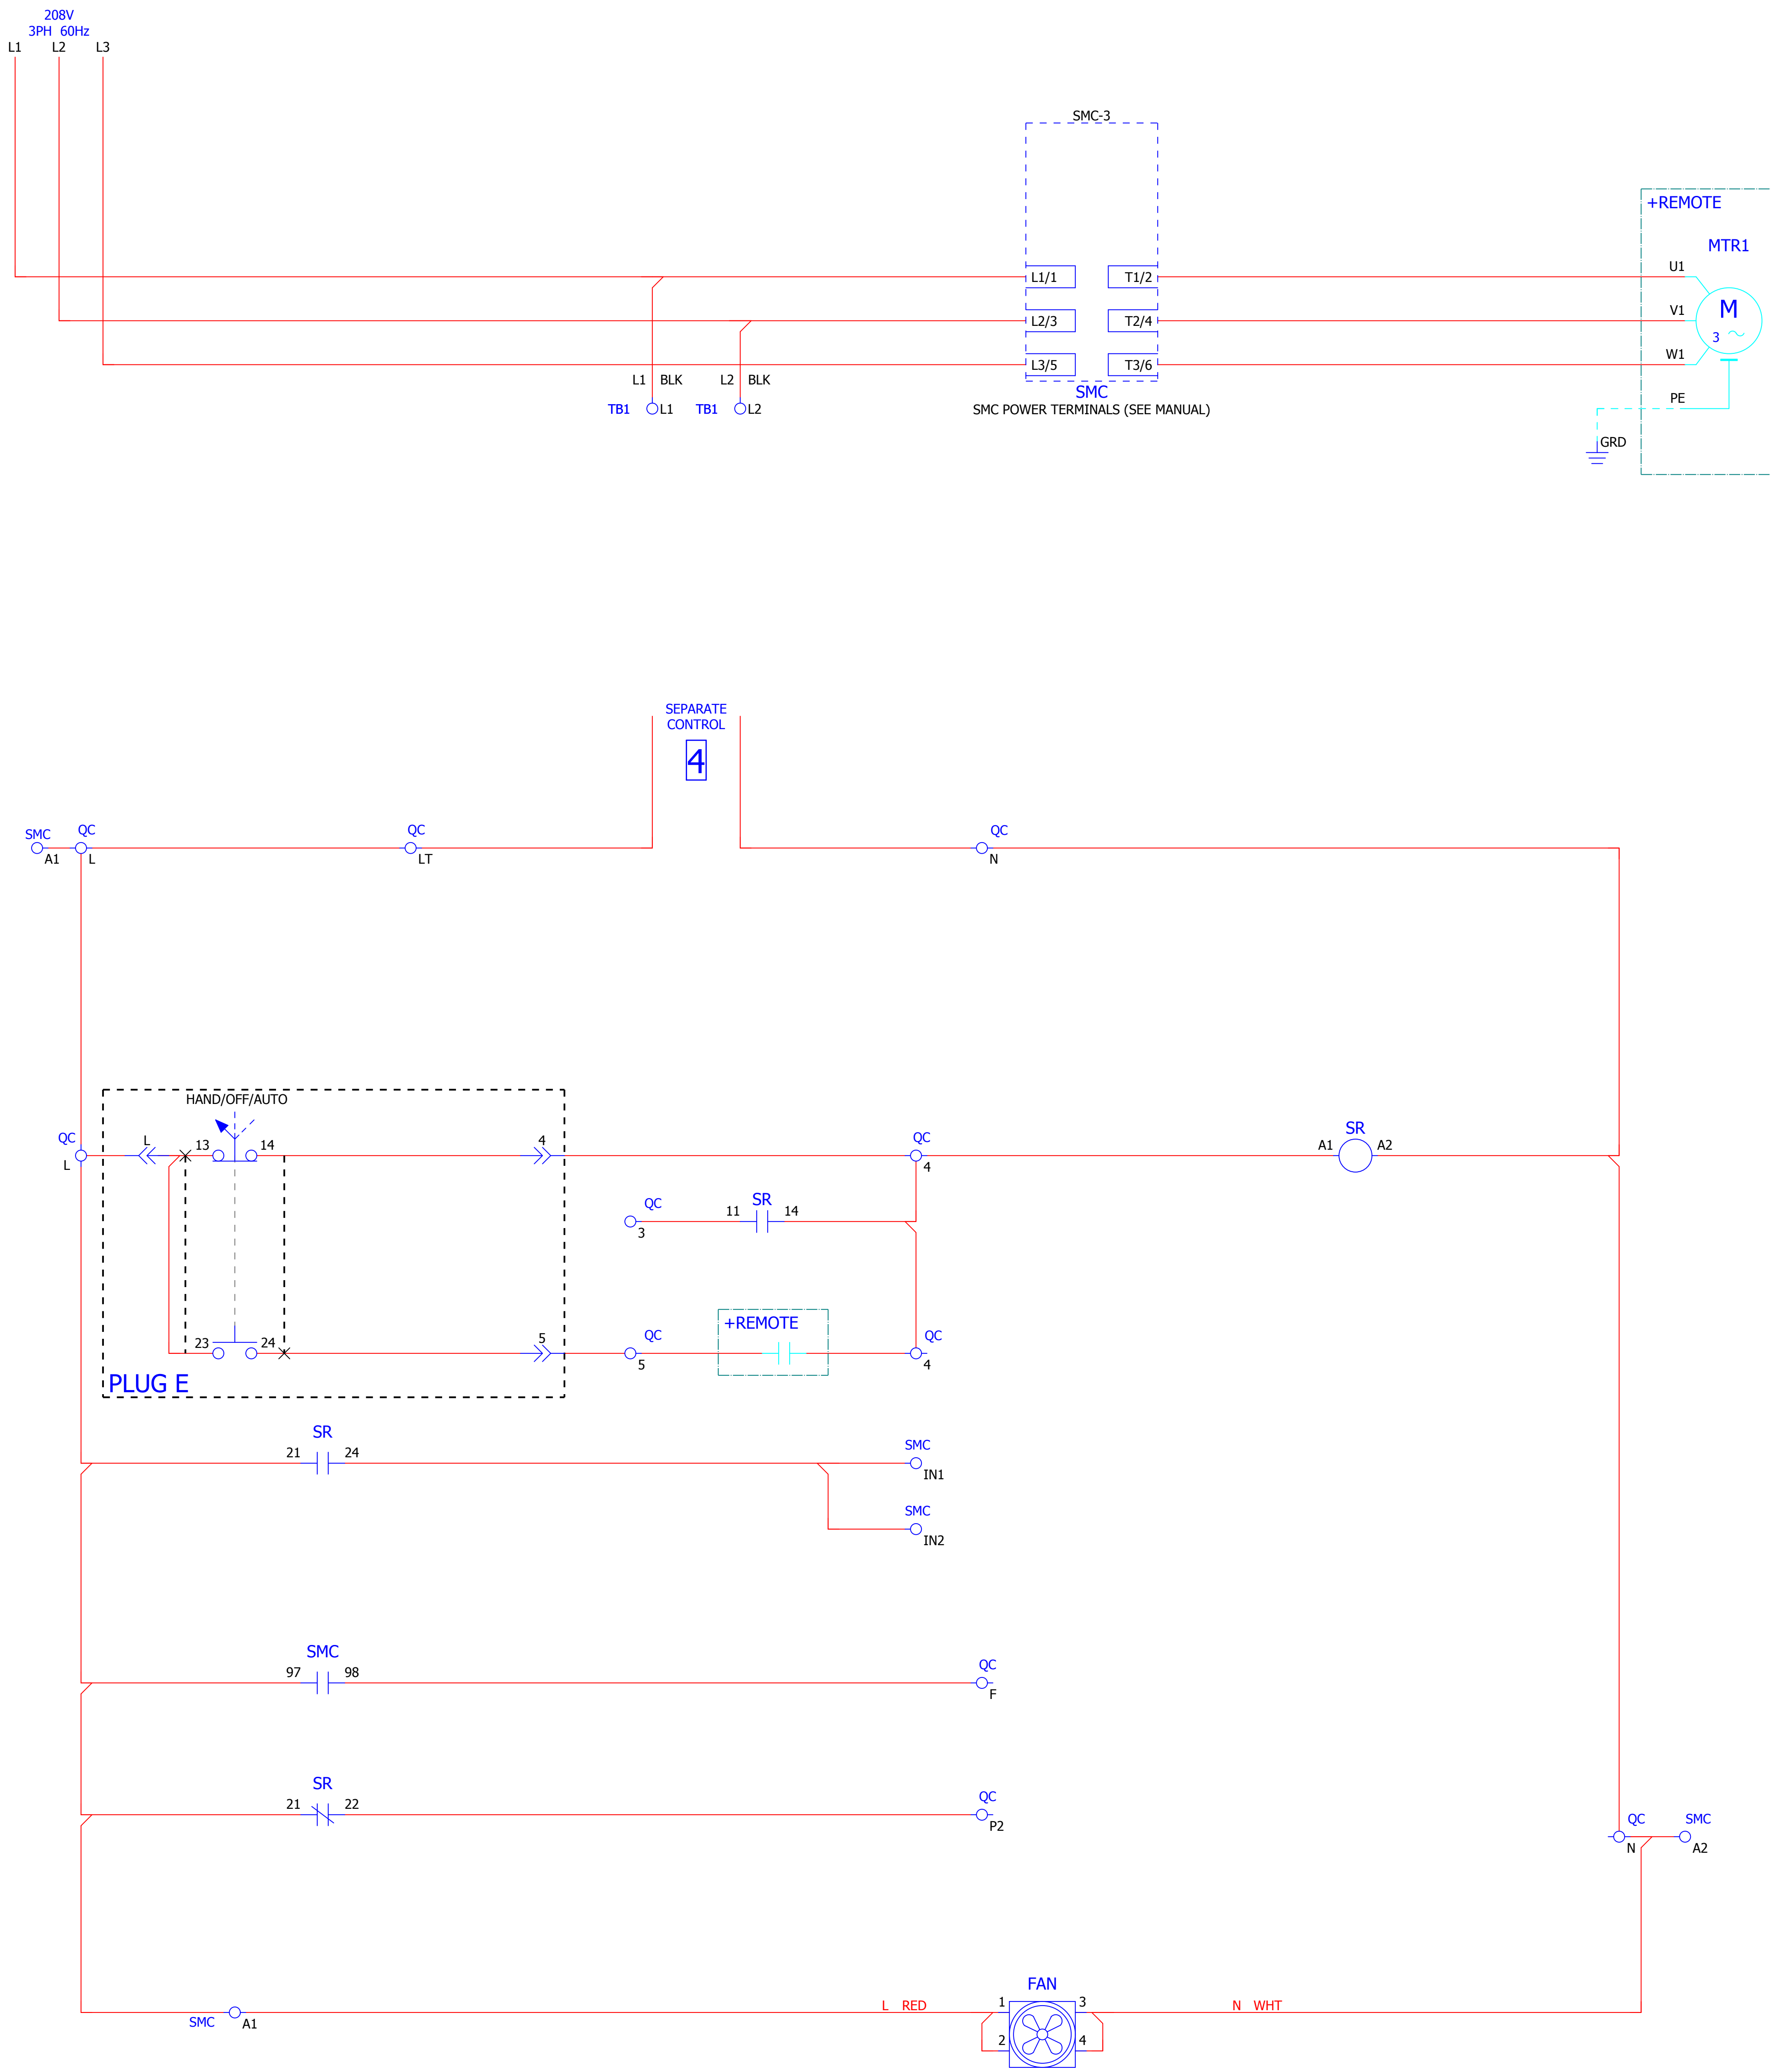 208V
3PH 60Hz
L1 L2 L3
SMC-3
+REMOTE
MTR1
L1/1 T1/2 U1
L2/3 T2/4 V1
M
3
L3/5 T3/6 W1
L1 BLK L2 BLK
SMC
PE
TB1 L1 TB1 L2
SMC POWER TERMINALS (SEE MANUAL)
GRD
SEPARATE
CONTROL
4
SMC QC QC QC
A1 L LT N
HAND/OFF/AUTO
QC L 13 14 4 QC SR
A1 A2
L 4
QC SR
11 14
3
+REMOTE
23 24 5 QC QC
5 4
PLUG E
SR
21 24 SMC
IN1
SMC
IN2
SMC
97 98 QC
F
SR
21 22 QC
P2
QC SMC
N A2
FAN
L RED 1 3 N WHT
SMC A1
2 4